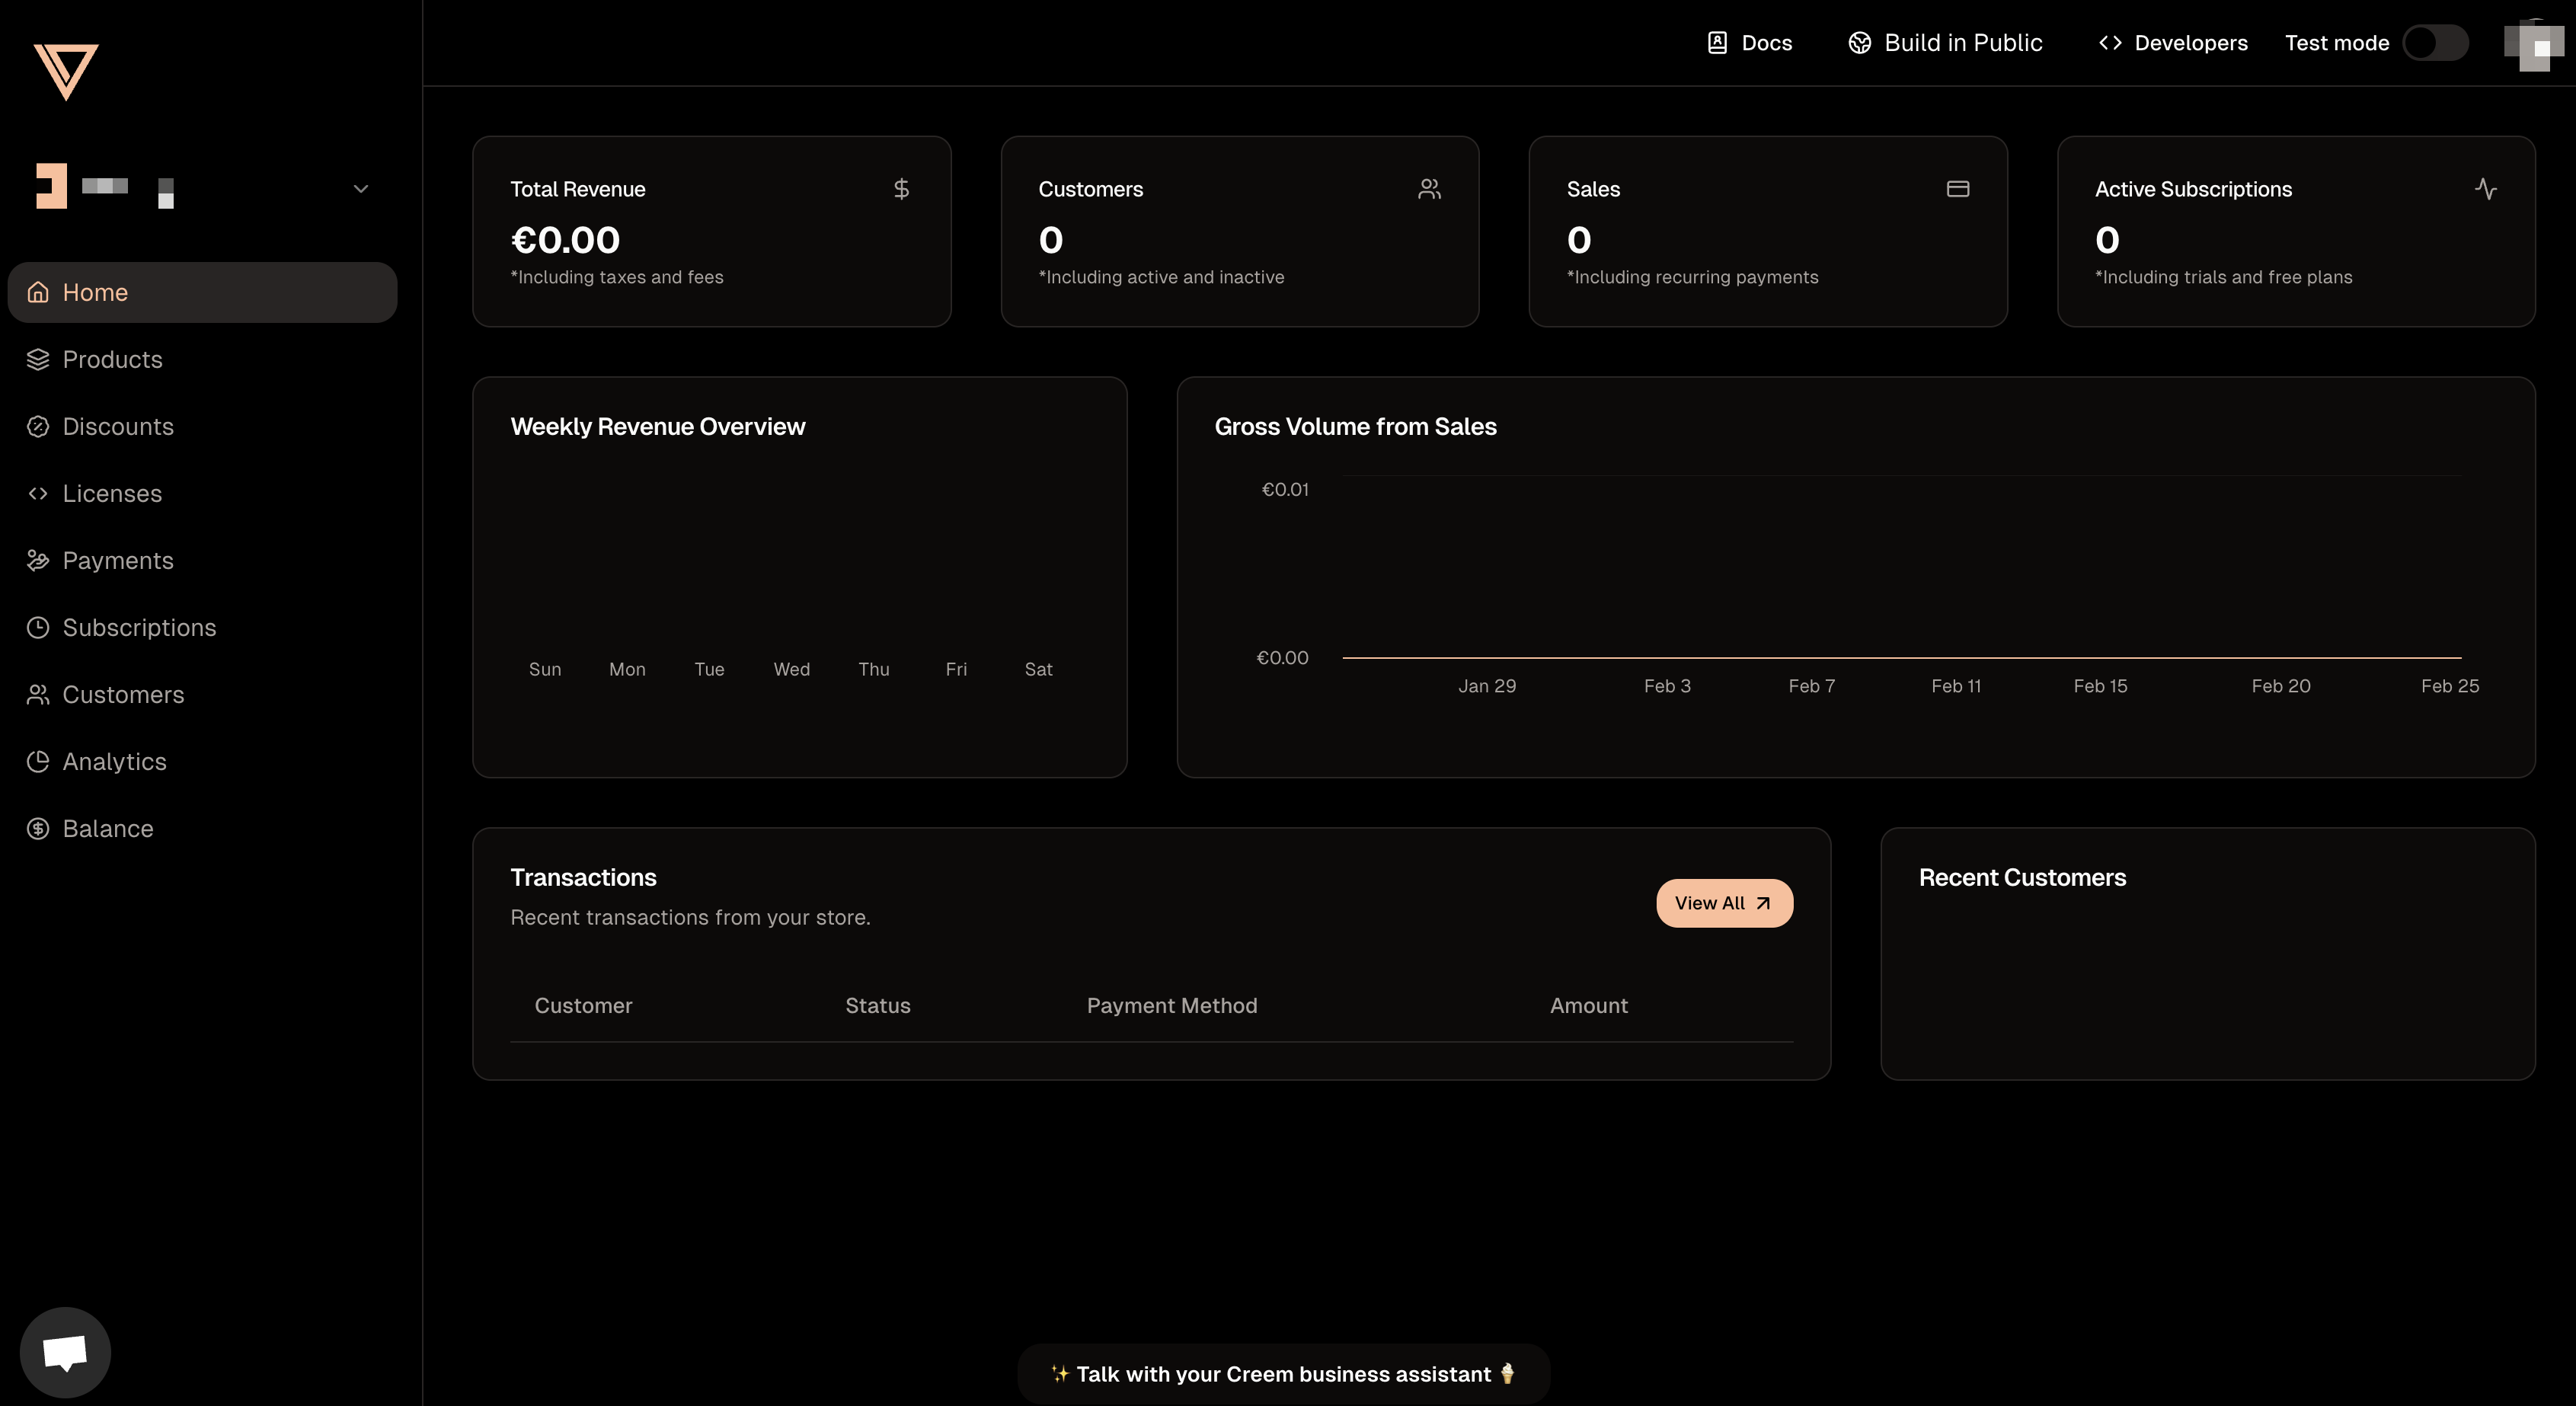 Docs
Build in Public
Developers
Test mode
Home
Products
Discounts
Licenses
Payments
Subscriptions
Customers
Analytics
Balance
Total Revenue
€0.00
*Including taxes and fees
Customers
0
*Including active and inactive
Sales
0
*Including recurring payments
Active Subscriptions
0
*Including trials and free plans
Weekly Revenue Overview
Sun Mon Tue Wed Thu Fri Sat
Gross Volume from Sales
€0.01
€0.00
Jan 29 Feb 3 Feb 7 Feb 11 Feb 15 Feb 20 Feb 25
Transactions
Recent transactions from your store.
View All
Customer Status Payment Method Amount
Recent Customers
✨ Talk with your Creem business assistant 🍦